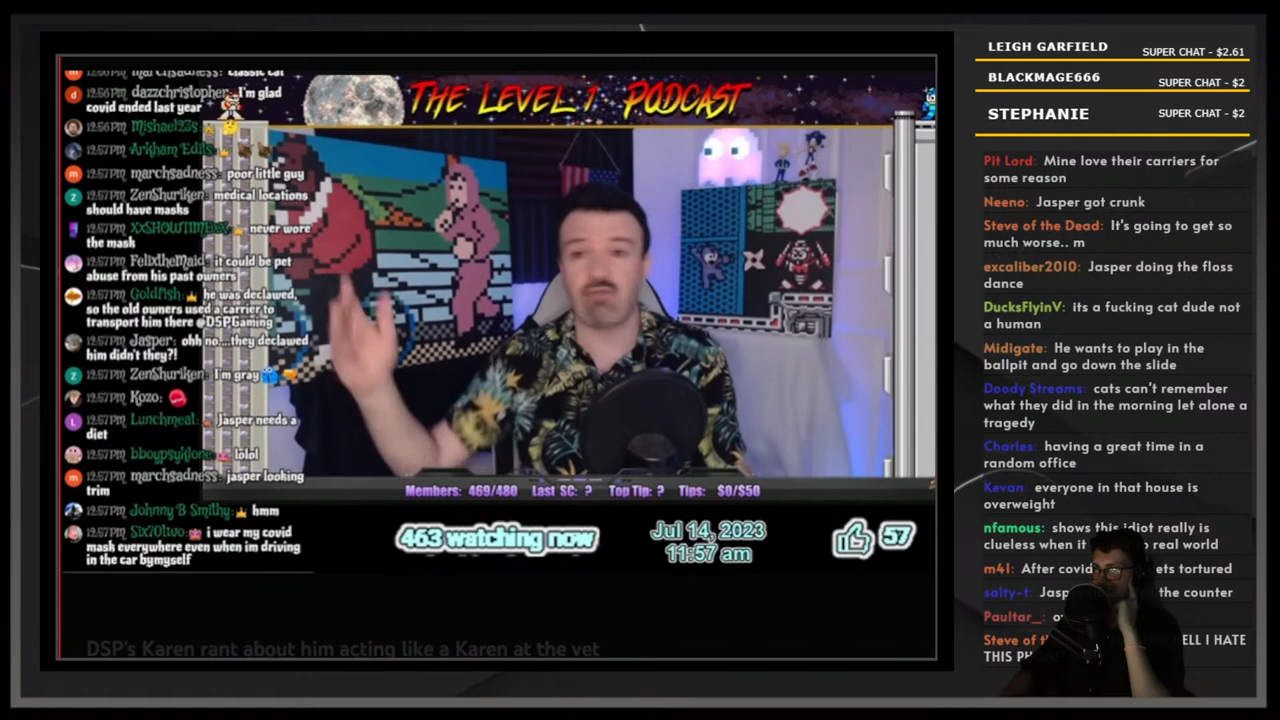 12:56PM marchsadness: classic cat
12:56PM dazzchristopher: I'm glad
covid ended last year
12:56PM Mishael22s
12:57PM Arkham Edits
12:57PM marchsadness: poor little guy
12:57PM ZenShuriken: medical locations
should have masks
12:57PM never wore
the mask
12:57PM FelixtheMaid: it could be pet
abuse from his past owners
12:57PM Goldfish: he was declawed,
so the old owners used a carrier to
transport him there @DSPGaming
12:57PM Jasper: ohh no....they declawed
him didn't they?!
12:57PM ZenShuriken: I'm gray
12:57PM Kozo:
12:57PM Lunchmeat: Jasper needs a
diet
12:57PM bboypsyklone: lolol
12:57PM marchsadness: jasper looking
trim
12:57PM Johnny B Smithy: hmm
12:57PM Six70two: i wear my covid
mask everywhere even when im driving
in the car bymyself
THE LEVEL 1 PODCAST
Members: 469/480 Last SC: ? Top Tip: ? Tips: $0/$50
463 watching now
Jul 14, 2023
11:57 am
57
DSP's Karen rant about him acting like a Karen at the vet
LEIGH GARFIELD SUPER CHAT - $2.61
BLACKMAGE666 SUPER CHAT - $2
STEPHANIE SUPER CHAT - $2
Pit Lord: Mine love their carriers for
some reason
Neeno: Jasper got crunk
Steve of the Dead: It's going to get so
much worse.. m
excaliber2010: Jasper doing the floss
dance
DucksFlyinV: its a fucking cat dude not
a human
Midigate: He wants to play in the
ballpit and go down the slide
Doody Streams: cats can't remember
what they did in the morning let alone a
tragedy
Charles: having a great time in a
random office
Kevan: everyone in that house is
overweight
nfamous: shows this idiot really is
clueless when it real world
m41: After covid tortured
salty-t: the counter
Paultar_:
Steve of I HATE
THIS